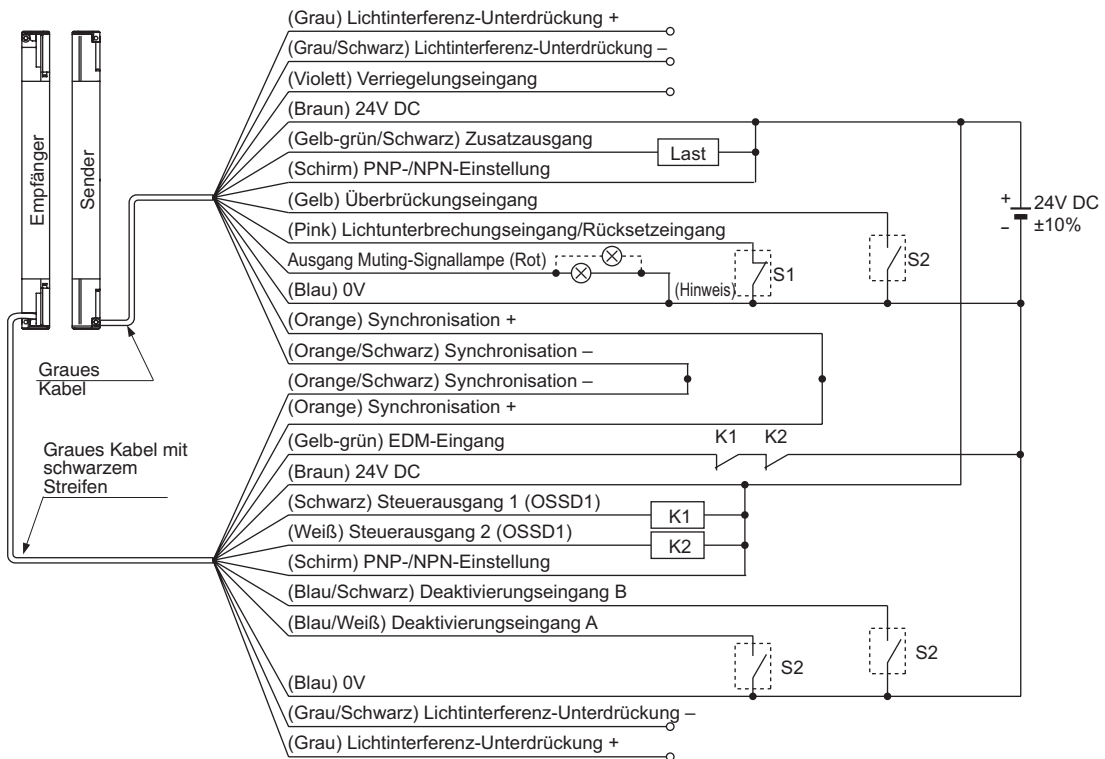 (Grau) Lichtinterferenz-Unterdrückung +
(Grau/Schwarz) Lichtinterferenz-Unterdrückung –
(Violett) Verriegelungseingang
(Braun) 24V DC
(Gelb-grün/Schwarz) Zusatzausgang
Last
(Schirm) PNP-/NPN-Einstellung
(Gelb) Überbrückungseingang
(Pink) Lichtunterbrechungseingang/Rücksetzeingang
Ausgang Muting-Signallampe (Rot)
(Hinweis)
S1
S2
+
–
24V DC
±10%
(Blau) 0V
(Orange) Synchronisation +
(Orange/Schwarz) Synchronisation –
(Orange/Schwarz) Synchronisation –
(Orange) Synchronisation +
(Gelb-grün) EDM-Eingang
K1
K2
(Braun) 24V DC
(Schwarz) Steuerausgang 1 (OSSD1)
K1
(Weiß) Steuerausgang 2 (OSSD1)
K2
(Schirm) PNP-/NPN-Einstellung
(Blau/Schwarz) Deaktivierungseingang B
(Blau/Weiß) Deaktivierungseingang A
S2
S2
(Blau) 0V
(Grau/Schwarz) Lichtinterferenz-Unterdrückung –
(Grau) Lichtinterferenz-Unterdrückung +
Empfänger
Sender
Graues
Kabel
Graues Kabel mit
schwarzem
Streifen